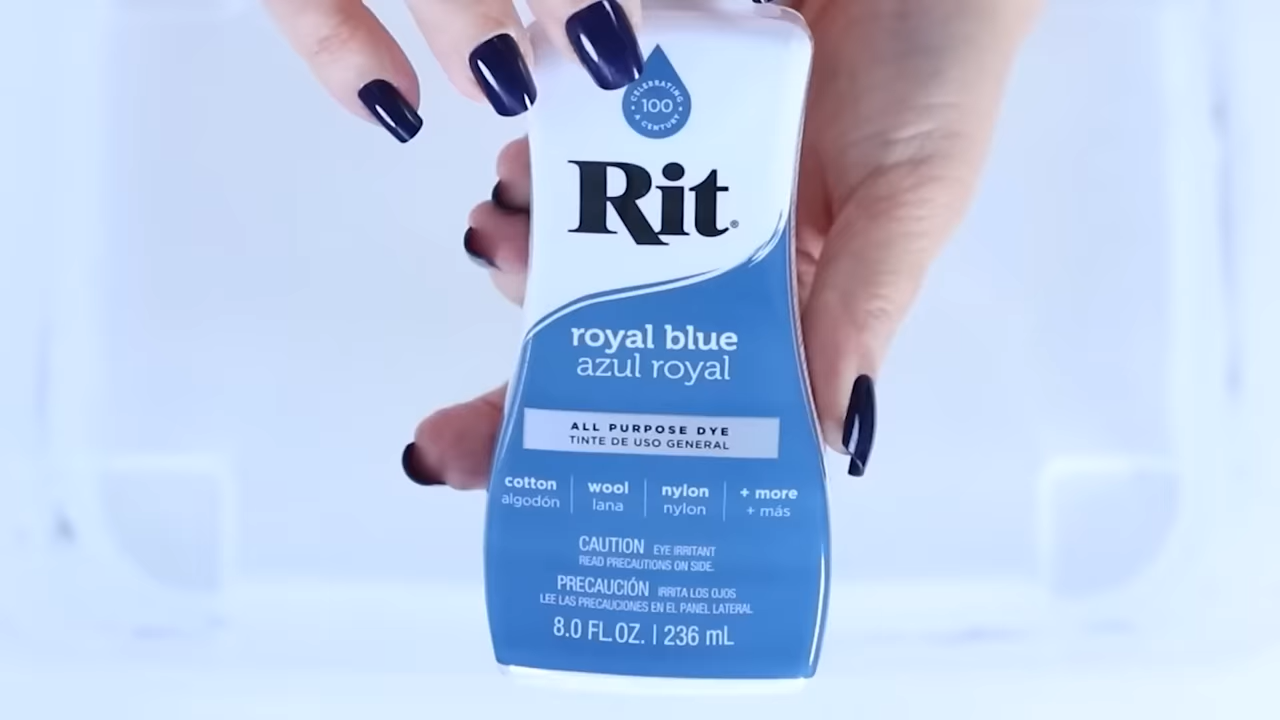 CELEBRATING
100
A CENTURY
Rit®
royal blue
azul royal
ALL PURPOSE DYE
TINTE DE USO GENERAL
cotton wool nylon + more
algodón lana nylon + más
CAUTION EYE IRRITANT
READ PRECAUTIONS ON SIDE.
PRECAUCIÓN IRRITA LOS OJOS
LEE LAS PRECAUCIONES EN EL PANEL LATERAL
8.0 FL.OZ. | 236 mL